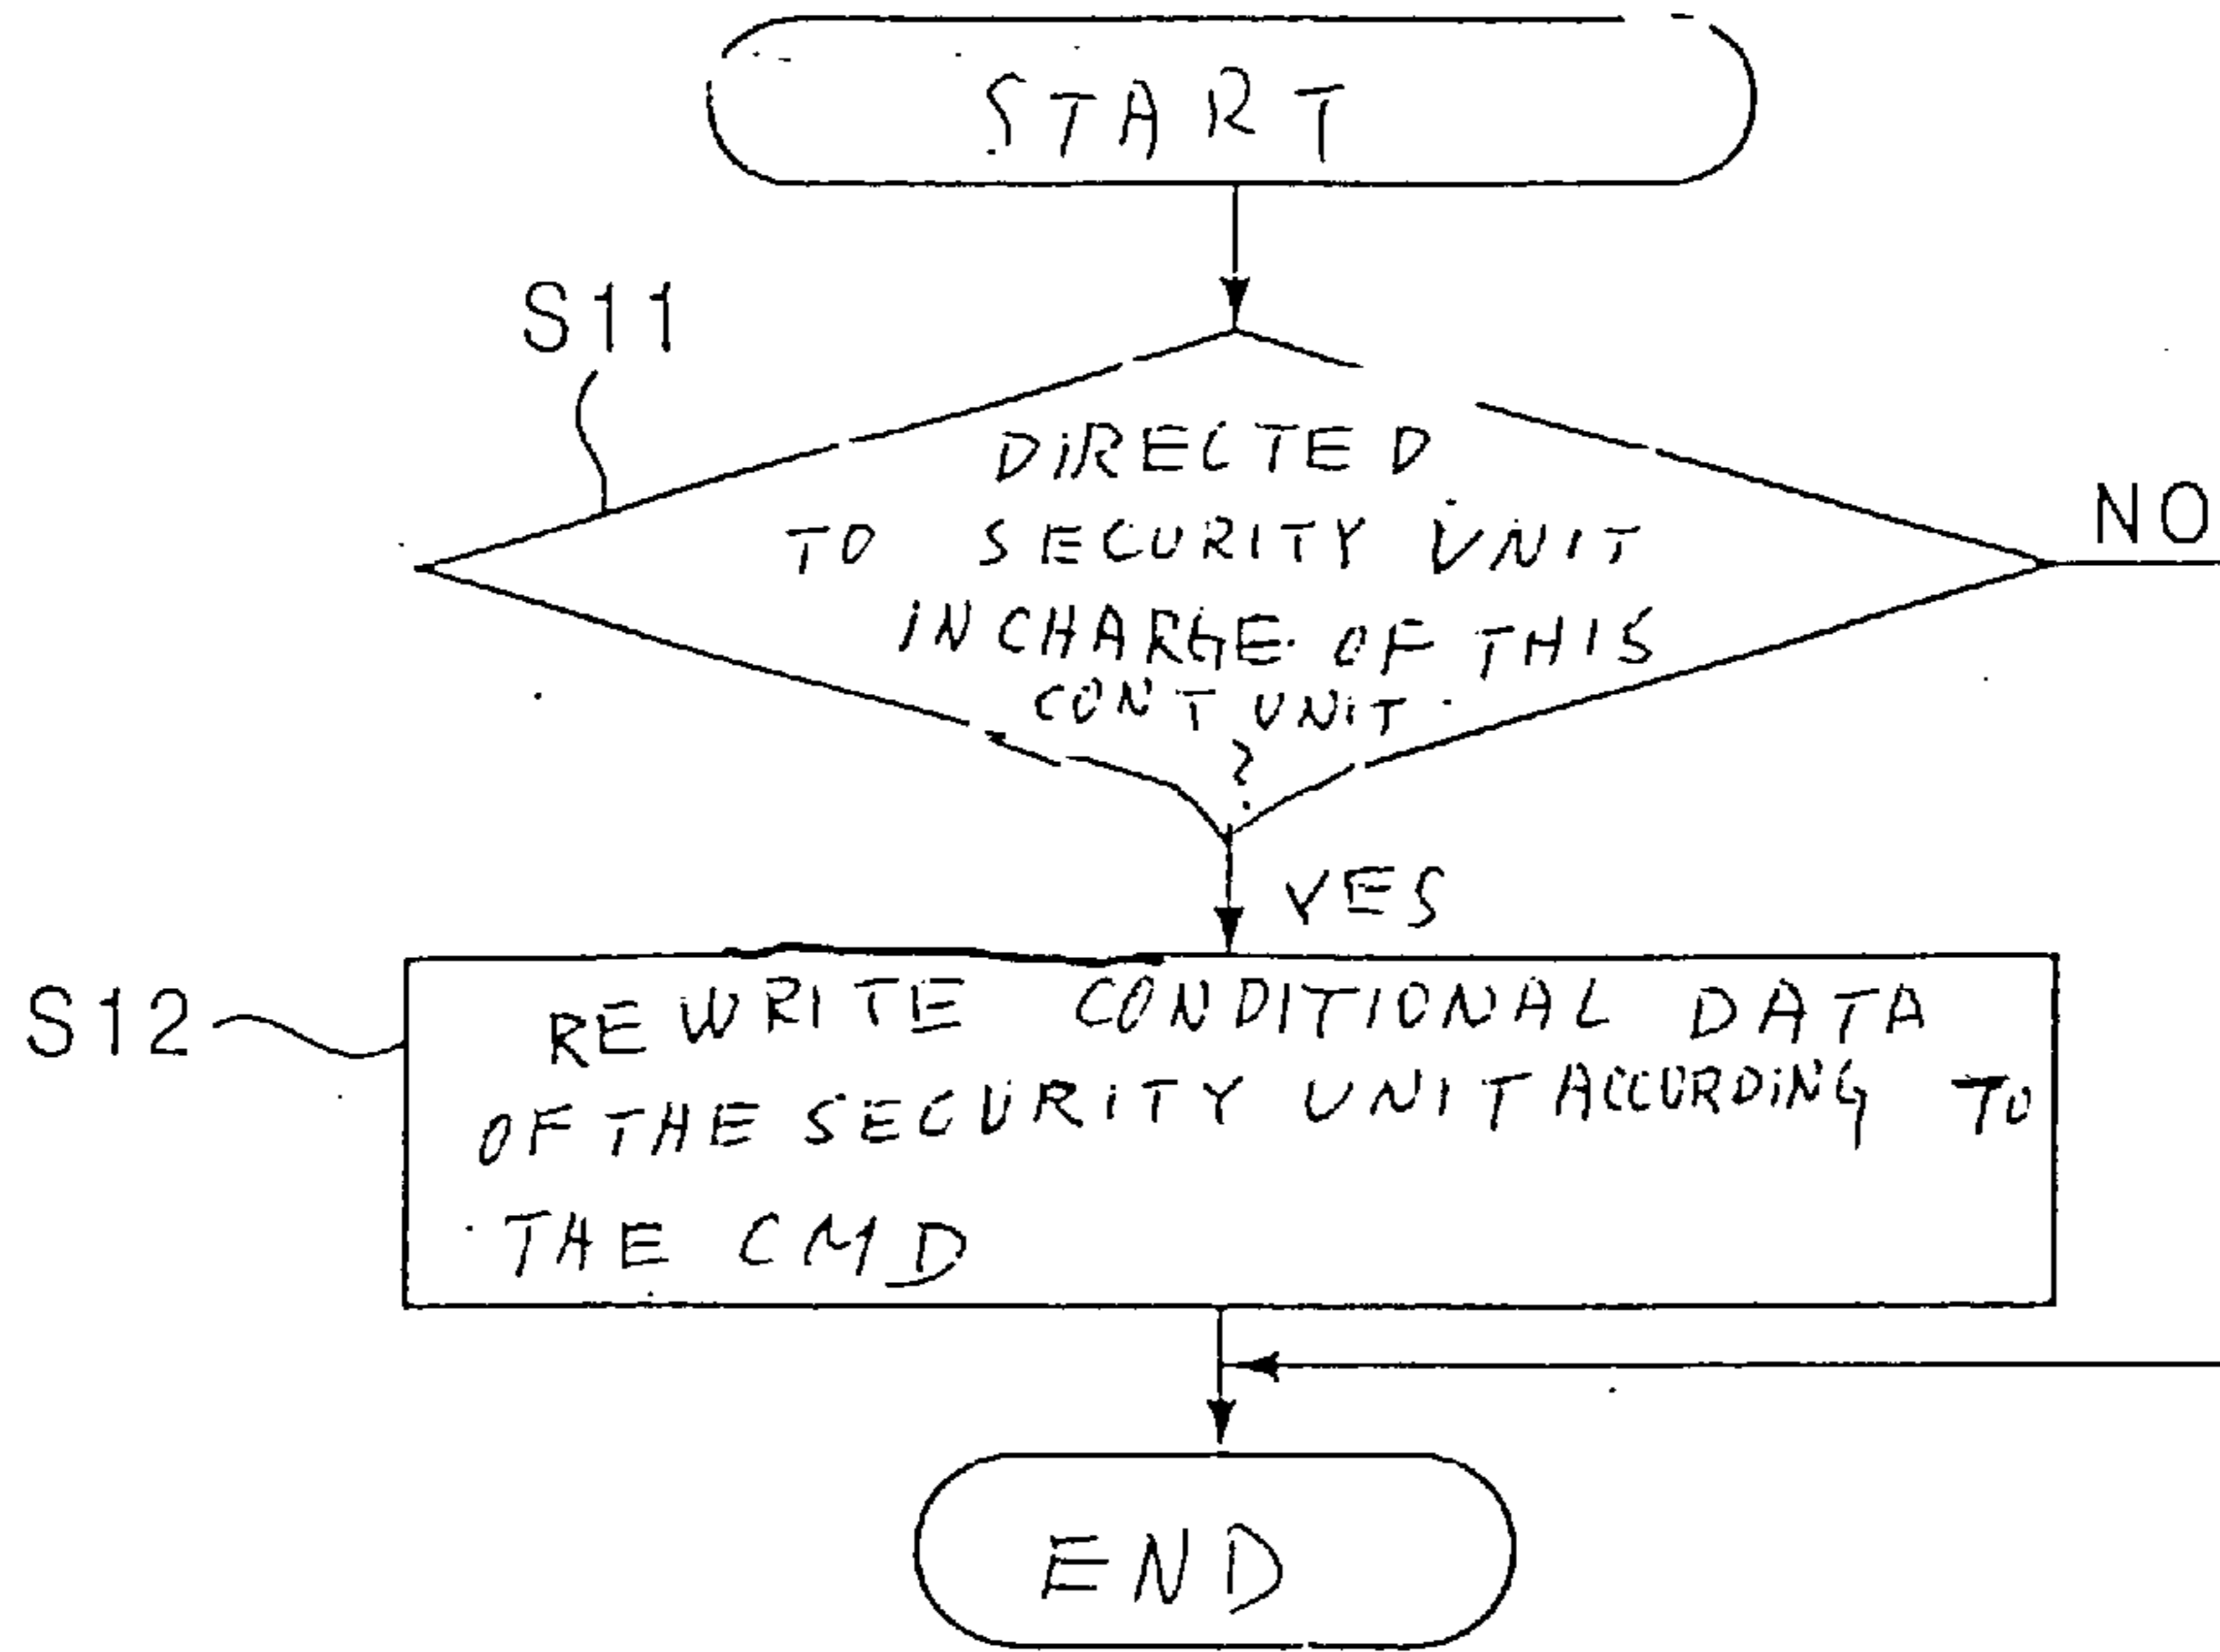 START
S11
DIRECTED
TO SECURITY UNIT
IN CHARGE OF THIS
CONT UNIT
?
NO
YES
S12
REWRITE CONDITIONAL DATA
OF THE SECURITY UNIT ACCORDING TO
THE CMD
END